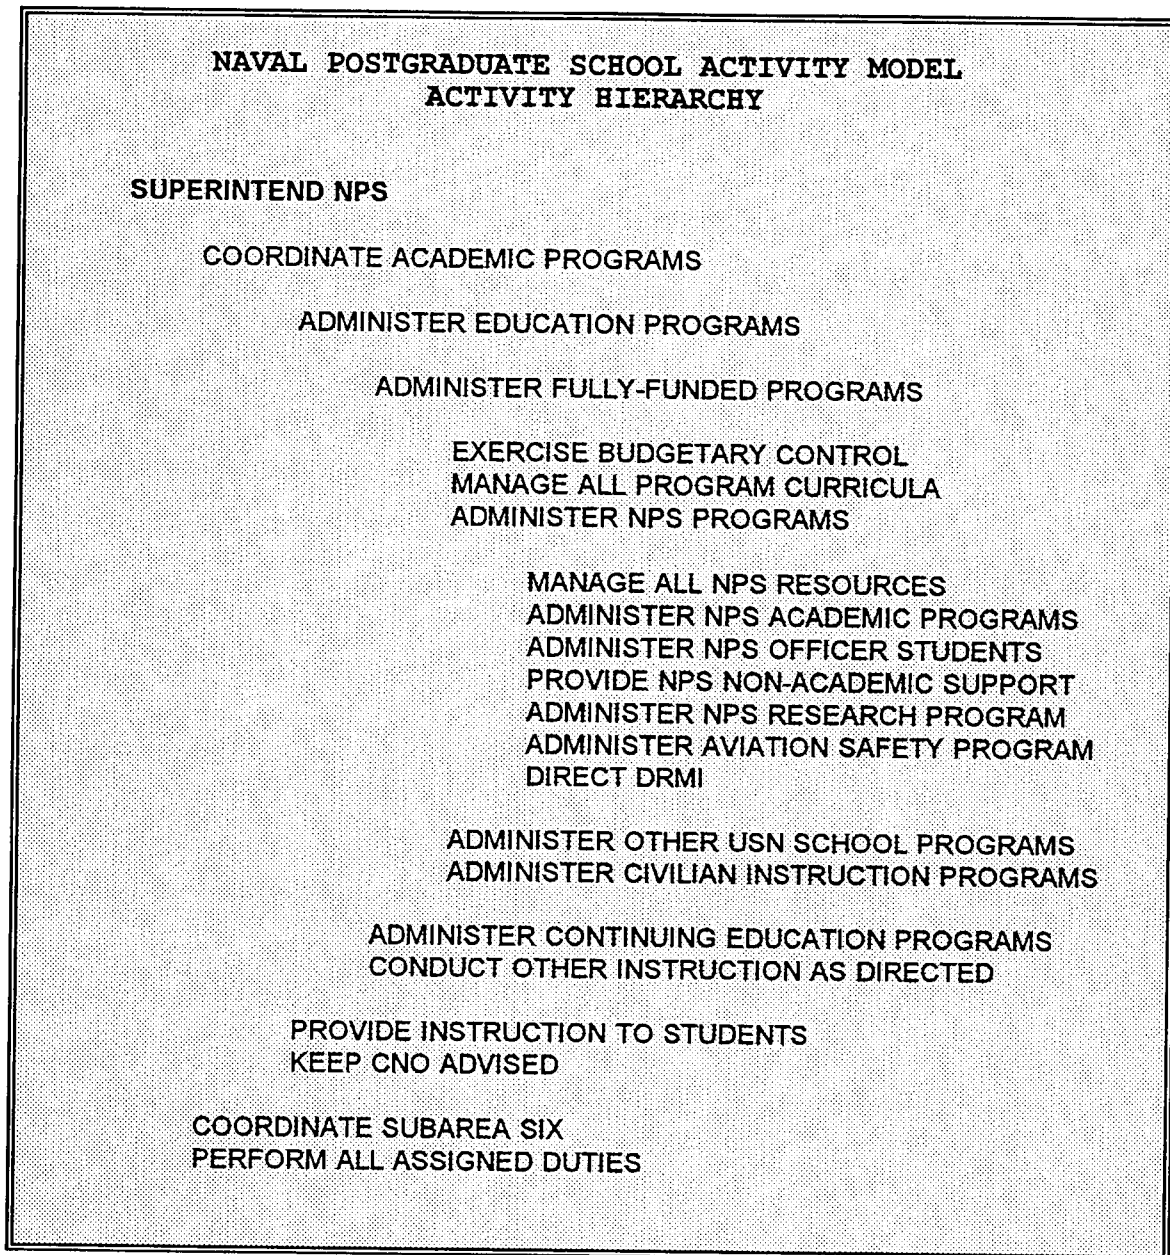 NAVAL POSTGRADUATE SCHOOL ACTIVITY MODEL
ACTIVITY HIERARCHY
SUPERINTEND NPS
COORDINATE ACADEMIC PROGRAMS
ADMINISTER EDUCATION PROGRAMS
ADMINISTER FULLY-FUNDED PROGRAMS
EXERCISE BUDGETARY CONTROL
MANAGE ALL PROGRAM CURRICULA
ADMINISTER NPS PROGRAMS
MANAGE ALL NPS RESOURCES
ADMINISTER NPS ACADEMIC PROGRAMS
ADMINISTER NPS OFFICER STUDENTS
PROVIDE NPS NON-ACADEMIC SUPPORT
ADMINISTER NPS RESEARCH PROGRAM
ADMINISTER AVIATION SAFETY PROGRAM
DIRECT DRMI
ADMINISTER OTHER USN SCHOOL PROGRAMS
ADMINISTER CIVILIAN INSTRUCTION PROGRAMS
ADMINISTER CONTINUING EDUCATION PROGRAMS
CONDUCT OTHER INSTRUCTION AS DIRECTED
PROVIDE INSTRUCTION TO STUDENTS
KEEP CNO ADVISED
COORDINATE SUBAREA SIX
PERFORM ALL ASSIGNED DUTIES